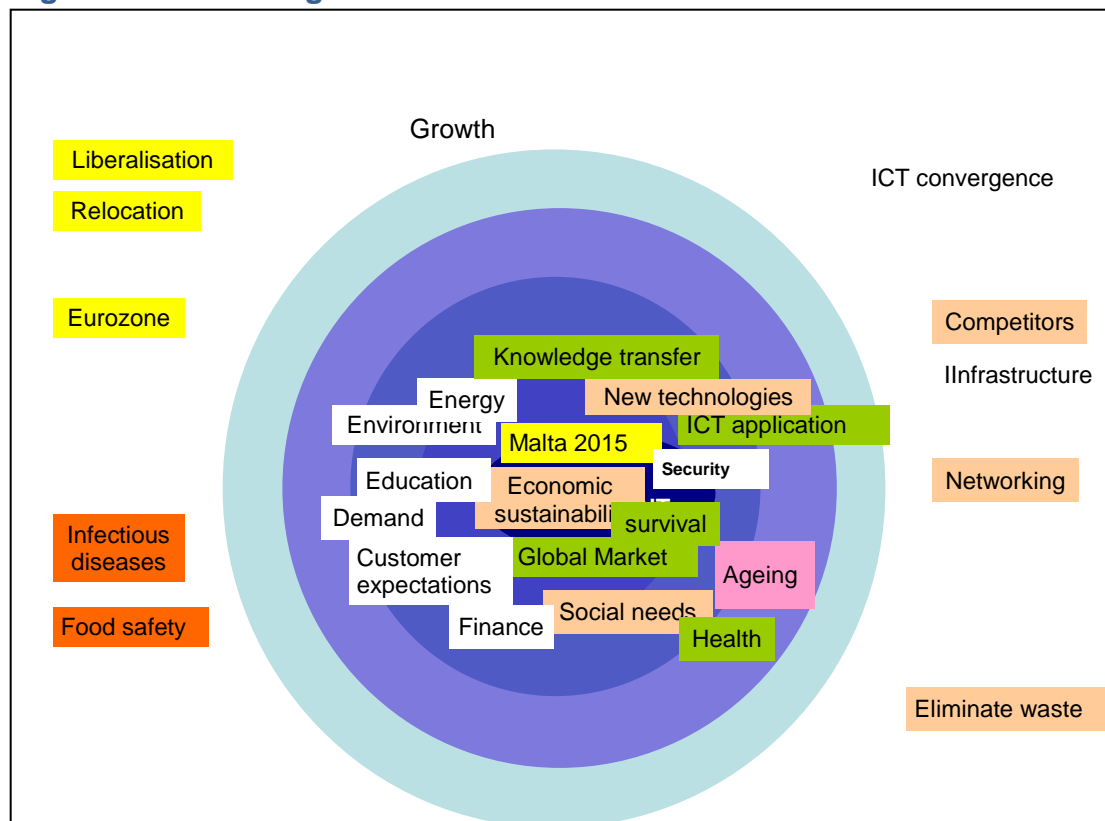 Growth
Liberalisation
ICT convergence
Relocation
Eurozone
Competitors
Knowledge transfer
IInfrastructure
Energy
New technologies
Environment
ICT application
Malta 2015
Security
Education
Economic
Networking
sustainabili
Demand
survival
Infectious
diseases
Customer
expectations
Global Market
Ageing
Food safety
Finance
Social needs
Health
Eliminate waste